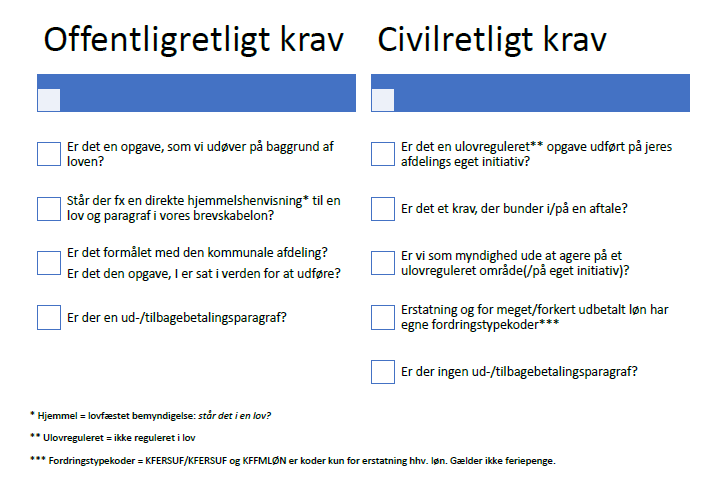 Offentligretligt krav
Er det en opgave, som vi udøver på baggrund af
loven?
Står der fx en direkte hjemmelshenvisning* til en
lov og paragraf i vores brevskabelon?
Er det formålet med den kommunale afdeling?
Er det den opgave, I er sat i verden for at udføre?
Er der en ud-/tilbagebetalingsparagraf?
Civilretligt krav
Er det en ulovreguleret** opgave udført på jeres
afdelings eget initiativ?
Er det et krav, der bunder i/på en aftale?
Er vi som myndighed ude at agere på et
ulovreguleret område(/på eget initiativ)?
Erstatning og for meget/forkert udbetalt løn har
egne fordringstypekoder***
Er der ingen ud-/tilbagebetalingsparagraf?
* Hjemmel = lovfæstet bemyndigelse: står det i en lov?
** Ulovreguleret = ikke reguleret i lov
*** Fordringstypekoder = KFERSUF/KFERSUF og KFFMLØN er koder kun for erstatning hhv. løn. Gælder ikke feriepenge.